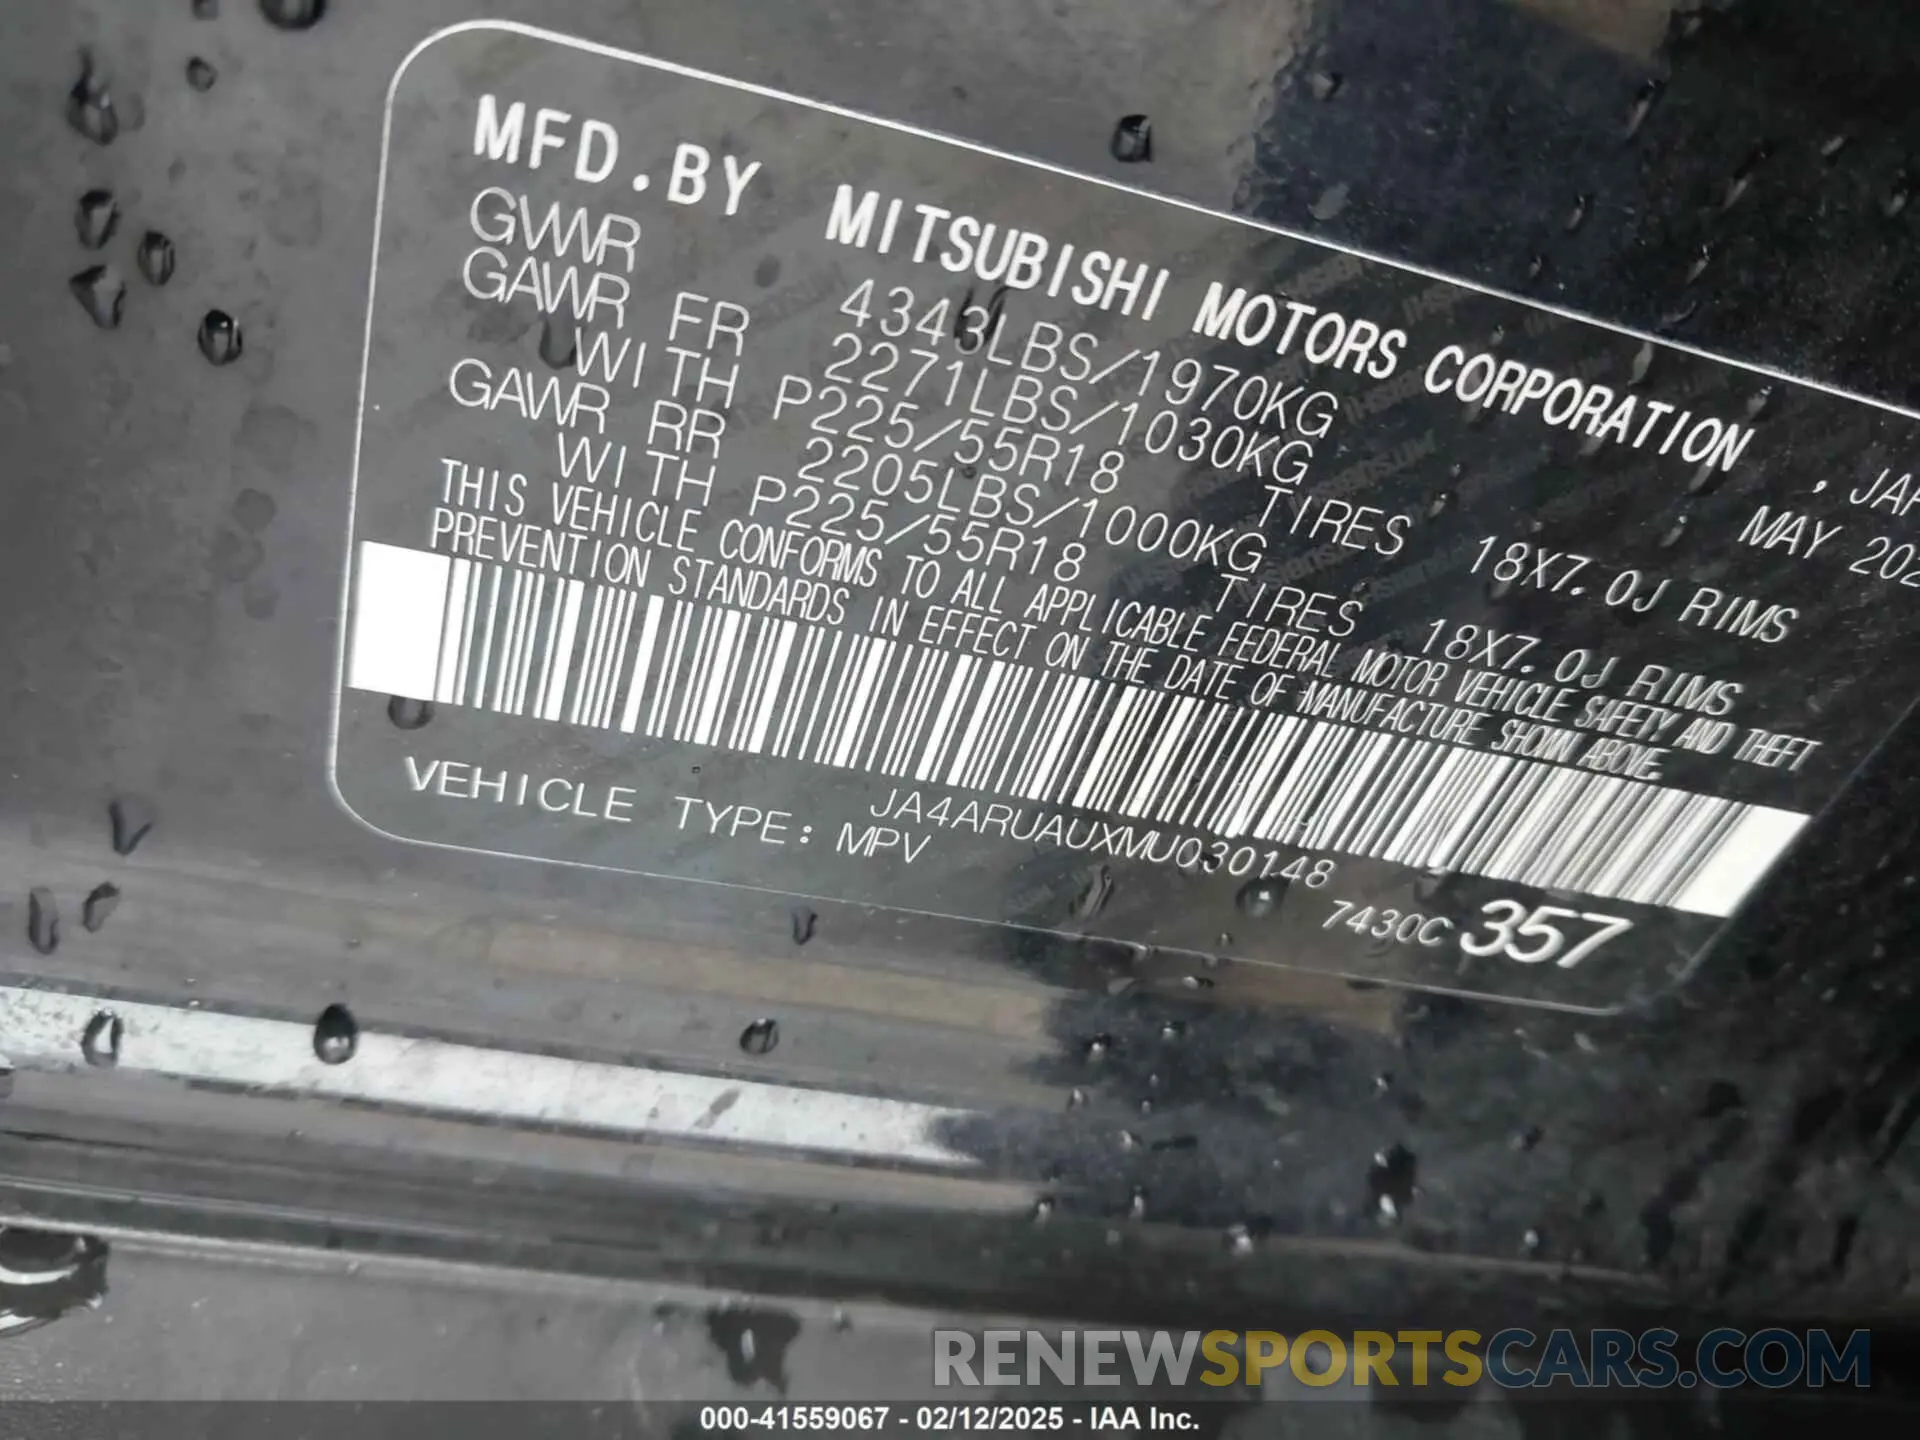 MFD.BY MITSUBISHI MOTORS CORPORATION , JAP
GVWR 4343LBS/1970KG MAY 202
GAWR FR 2271LBS/1030KG
WITH P225/55R18 TIRES 18X7.0J RIMS
GAWR RR 2205LBS/1000KG
WITH P225/55R18 TIRES 18X7.0J RIMS
THIS VEHICLE CONFORMS TO ALL APPLICABLE FEDERAL MOTOR VEHICLE SAFETY AND THEFT
PREVENTION STANDARDS IN EFFECT ON THE DATE OF MANUFACTURE SHOWN ABOVE.
JA4ARUAUXMU030148
VEHICLE TYPE: MPV
7430C 357
RENEWSPORTSCARS.COM
000-41559067 - 02/12/2025 - IAA Inc.